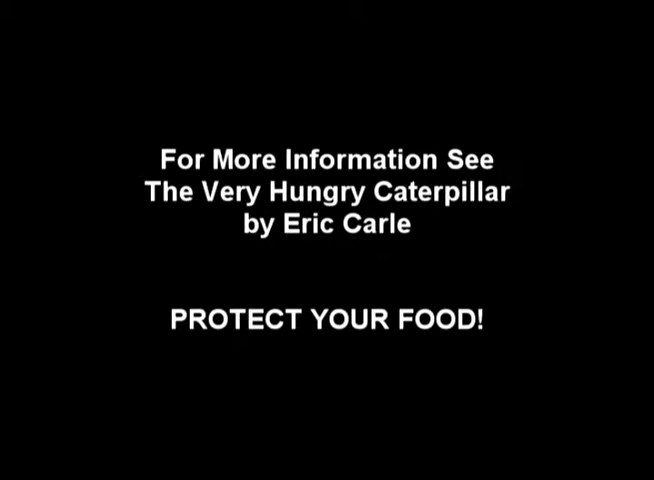 For More Information See
The Very Hungry Caterpillar
by Eric Carle
PROTECT YOUR FOOD!